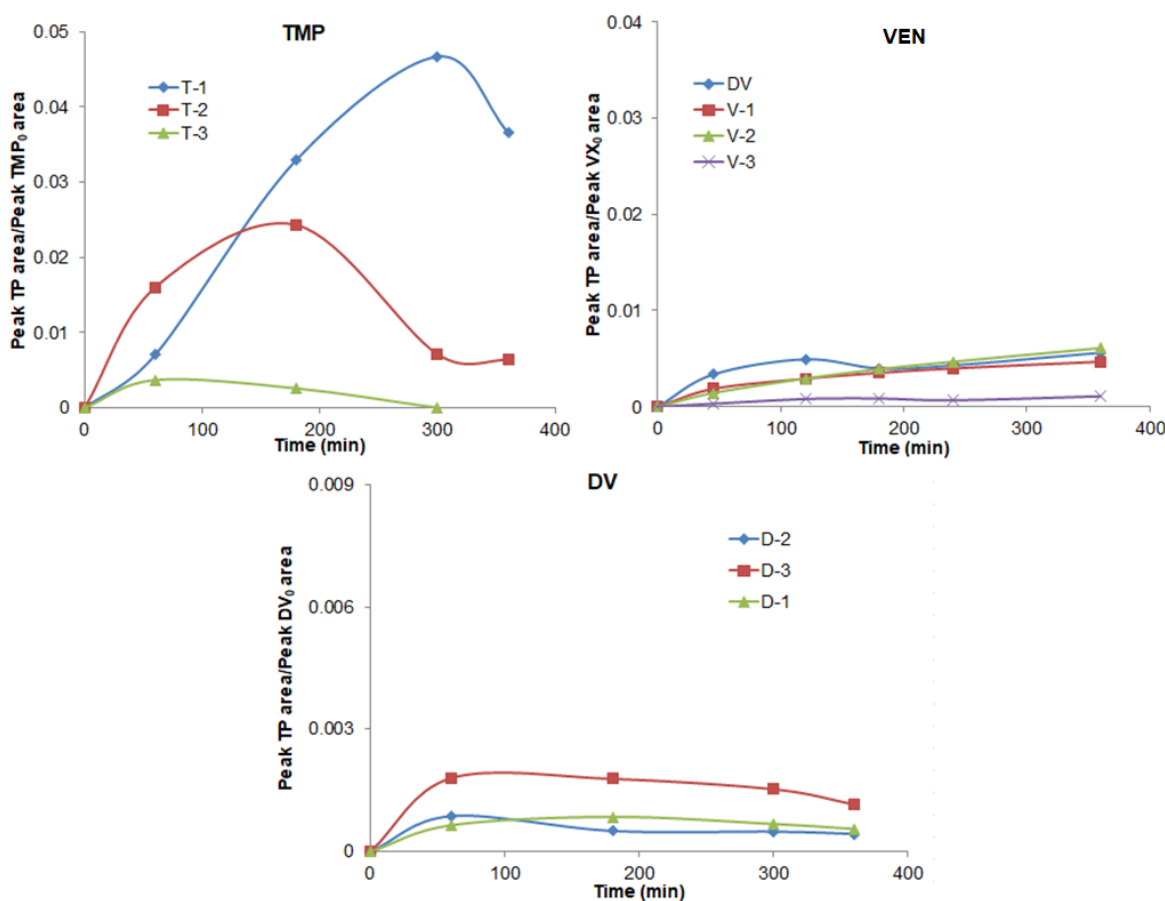 TMP
Peak TP area/Peak TMP₀ area
0.05
0.04
0.03
0.02
0.01
0
T-1
T-2
T-3
0 100 200 300 400
Time (min)
VEN
Peak TP area/Peak VX₀ area
0.04
0.03
0.02
0.01
0.00
DV
V-1
V-2
V-3
0 100 200 300 400
Time (min)
DV
Peak TP area/Peak DV₀ area
0.009
0.006
0.003
0
D-2
D-3
D-1
0 100 200 300 400
Time (min)